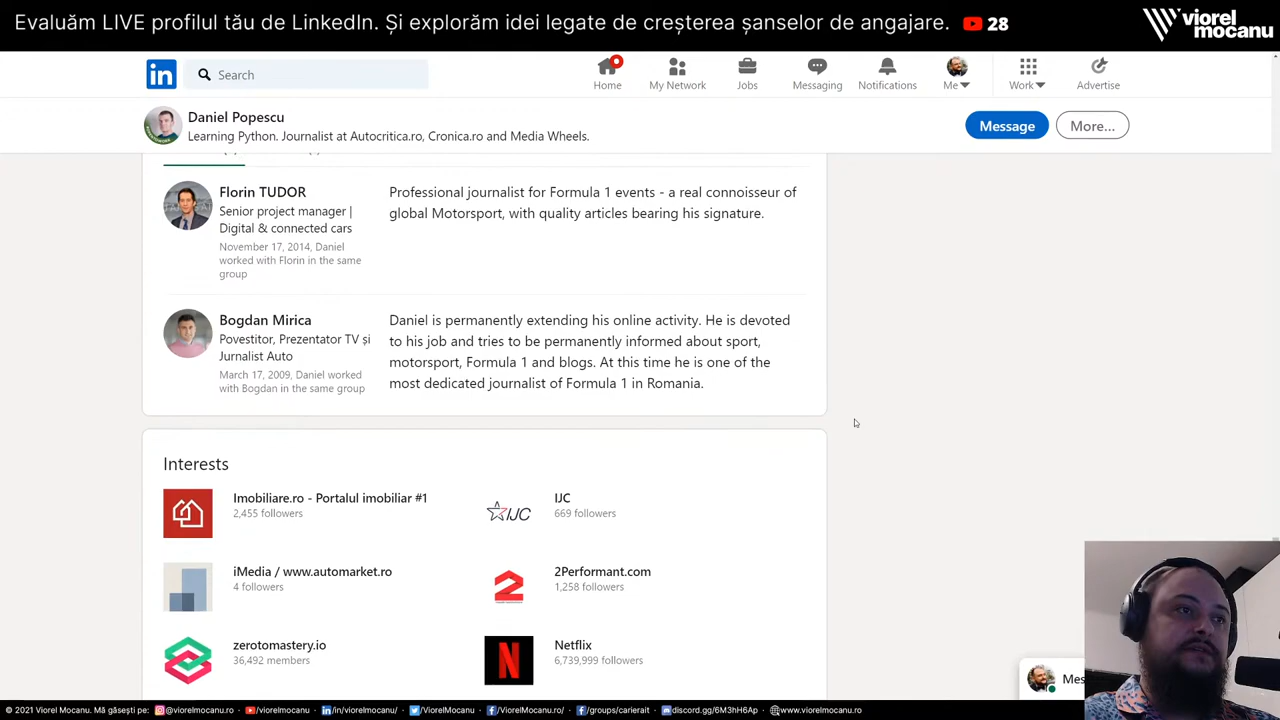 Evaluăm LIVE profilul tău de LinkedIn. Și explorăm idei legate de creșterea șanselor de angajare. 28
viorel
mocanu
in Search
Home My Network Jobs Messaging Notifications Me Work Advertise
Daniel Popescu
Learning Python. Journalist at Autocritica.ro, Cronica.ro and Media Wheels.
Message More...
Florin TUDOR
Senior project manager |
Digital & connected cars
November 17, 2014, Daniel
worked with Florin in the same
group
Professional journalist for Formula 1 events - a real connoisseur of
global Motorsport, with quality articles bearing his signature.
Bogdan Mirica
Povestitor, Prezentator TV și
Jurnalist Auto
March 17, 2009, Daniel worked
with Bogdan in the same group
Daniel is permanently extending his online activity. He is devoted
to his job and tries to be permanently informed about sport,
motorsport, Formula 1 and blogs. At this time he is one of the
most dedicated journalist of Formula 1 in Romania.
Interests
Imobiliare.ro - Portalul imobiliar #1
2,455 followers
IJC
IJC
669 followers
iMedia / www.automarket.ro
4 followers
2
2Performant.com
1,258 followers
zerotomastery.io
36,492 members
N
Netflix
6,739,999 followers
Mes
© 2021 Viorel Mocanu. Mă găsești pe: @viorelmocanu.ro /viorelmocanu /in/viorelmocanu/ /ViorelMocanu /ViorelMocanu.ro/ /groups/carierait discord.gg/6M3hH6Ap www.viorelmocanu.ro